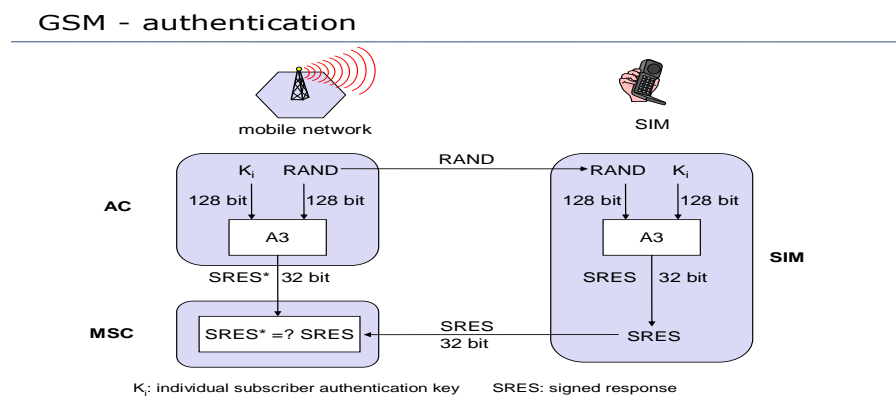 GSM - authentication
mobile network
SIM
Ki RAND
RAND
RAND Ki
128 bit 128 bit
128 bit 128 bit
AC
A3
A3
SIM
SRES* 32 bit
SRES 32 bit
MSC
SRES* =? SRES
SRES
32 bit
SRES
Ki: individual subscriber authentication key SRES: signed response